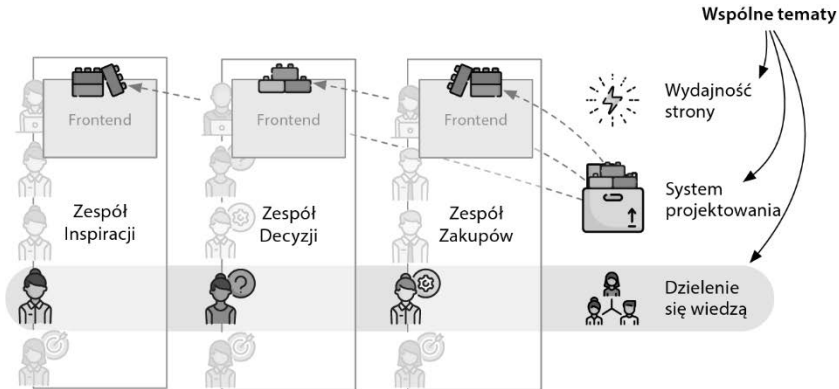 Wspólne tematy
Frontend
Frontend
Frontend
Wydajność
strony
System
projektowania
Zespół
Inspiracji
Zespół
Decyzji
Zespół
Zakupów
Dzielenie
się wiedzą